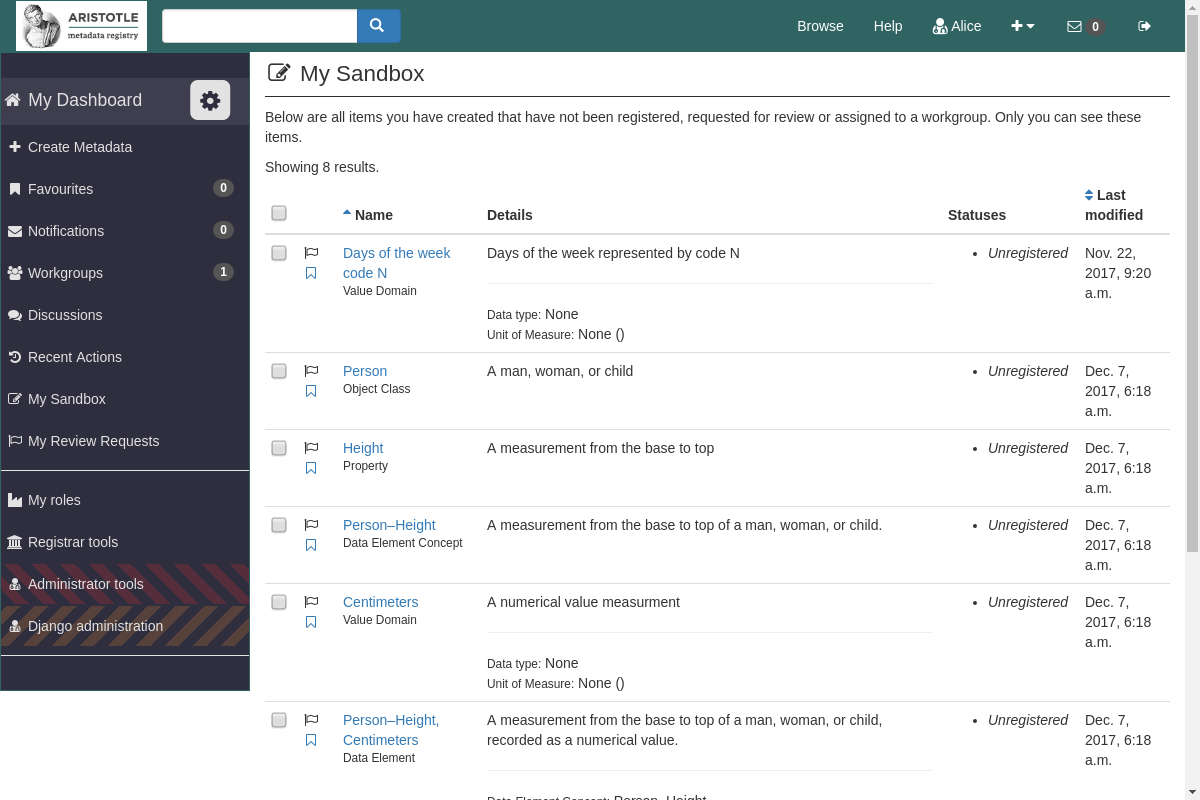 ARISTOTLE
metadata registry
Browse
Help
Alice
0
My Dashboard
Create Metadata
Favourites 0
Notifications 0
Workgroups 1
Discussions
Recent Actions
My Sandbox
My Review Requests
My roles
Registrar tools
Administrator tools
Django administration
My Sandbox
Below are all items you have created that have not been registered, requested for review or assigned to a workgroup. Only you can see these
items.
Showing 8 results.
Name Details Statuses Last
modified
Days of the week
code N
Value Domain
Days of the week represented by code N
Data type: None
Unit of Measure: None ()
• Unregistered
Nov. 22,
2017, 9:20
a.m.
Person
Object Class
A man, woman, or child
• Unregistered
Dec. 7,
2017, 6:18
a.m.
Height
Property
A measurement from the base to top
• Unregistered
Dec. 7,
2017, 6:18
a.m.
Person–Height
Data Element Concept
A measurement from the base to top of a man, woman, or child.
• Unregistered
Dec. 7,
2017, 6:18
a.m.
Centimeters
Value Domain
A numerical value measurment
Data type: None
Unit of Measure: None ()
• Unregistered
Dec. 7,
2017, 6:18
a.m.
Person–Height,
Centimeters
Data Element
A measurement from the base to top of a man, woman, or child,
recorded as a numerical value.
Data Element Concept: Person–Height
• Unregistered
Dec. 7,
2017, 6:18
a.m.